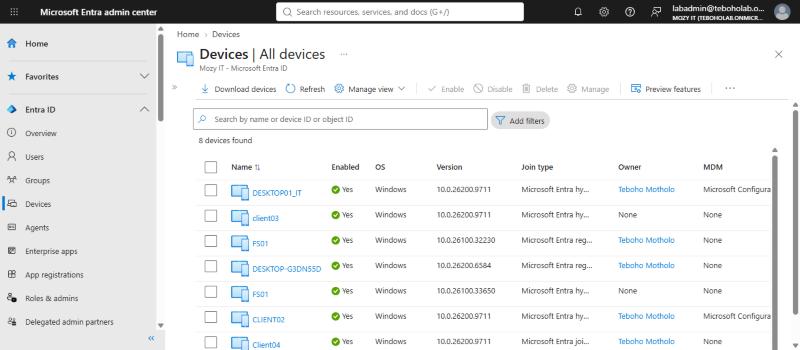 Microsoft Entra admin center
Search resources, services, and docs (G+/)
labadmin@teboholab.o...
MOZY IT (TEBOHOLAB.ONMICR...
Home
Favorites
Entra ID
Overview
Users
Groups
Devices
Agents
Enterprise apps
App registrations
Roles & admins
Delegated admin partners
Home > Devices
Devices | All devices ...
Mozy IT - Microsoft Entra ID
Download devices Refresh Manage view Enable Disable Delete Manage Preview features ...
Search by name or device ID or object ID
Add filters
8 devices found
Name Enabled OS Version Join type Owner MDM
DESKTOP01_IT Yes Windows 10.0.26200.9711 Microsoft Entra hy... Teboho Motholo Microsoft Configura
client03 Yes Windows 10.0.26200.9711 Microsoft Entra hy... None None
FS01 Yes Windows 10.0.26100.32230 Microsoft Entra reg... Teboho Motholo None
DESKTOP-G3DN55D Yes Windows 10.0.26200.6584 Microsoft Entra reg... Teboho Motholo None
FS01 Yes Windows 10.0.26100.33650 Microsoft Entra hy... None None
CLIENT02 Yes Windows 10.0.26200.9711 Microsoft Entra hy... Teboho Motholo None
Client04 Yes Windows 10.0.26200.9711 Microsoft Entra joi... Teboho Motholo None